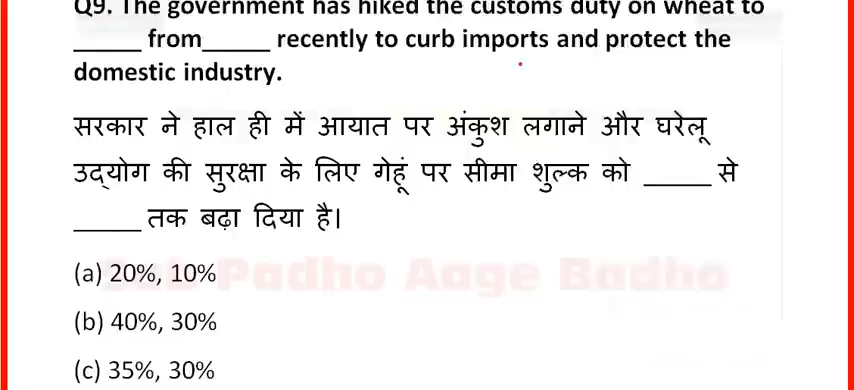 Q9. The government has hiked the customs duty on wheat to
_____ from_____ recently to curb imports and protect the
domestic industry.
सरकार ने हाल ही में आयात पर अंकुश लगाने और घरेलू
उद्योग की सुरक्षा के लिए गेहूं पर सीमा शुल्क को _____ से
_____ तक बढ़ा दिया है।
(a) 20%, 10%
Padho Aage Badho
(b) 40%, 30%
(c) 35%, 30%